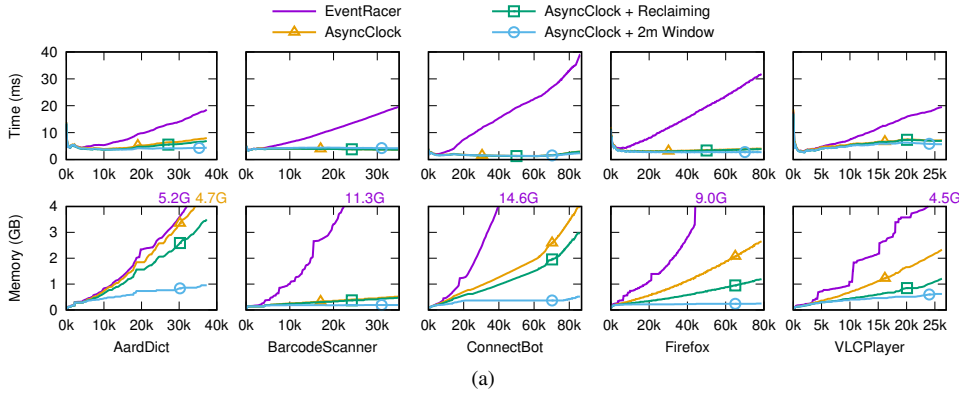 EventRacer
AsyncClock
AsyncClock + Reclaiming
AsyncClock + 2m Window
Time (ms)
40
30
20
10
0
0k 10k 20k 30k 40k
0k 10k 20k 30k
0k 20k 40k 60k 80k
0k 20k 40k 60k 80k
0k 5k 10k 15k 20k 25k
5.2G 4.7G 11.3G 14.6G 9.0G 4.5G
Memory (GB)
4
3
2
1
0
0k 10k 20k 30k 40k
0k 10k 20k 30k
0k 20k 40k 60k 80k
0k 20k 40k 60k 80k
0k 5k 10k 15k 20k 25k
AardDict BarcodeScanner ConnectBot Firefox VLCPlayer
(a)